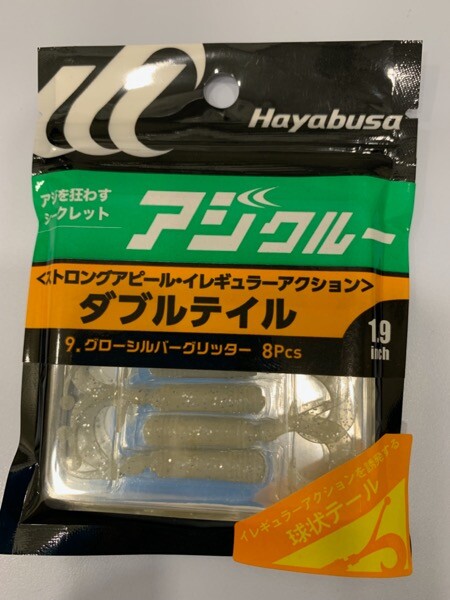 Hayabusa
アジを狂わす
シークレット
アジクルー
<ストロングアピール・イレギュラーアクション>
ダブルテイル
1.9
inch
9. グローシルバーグリッター 8Pcs
イレギュラーアクションを誘発する
球状テール